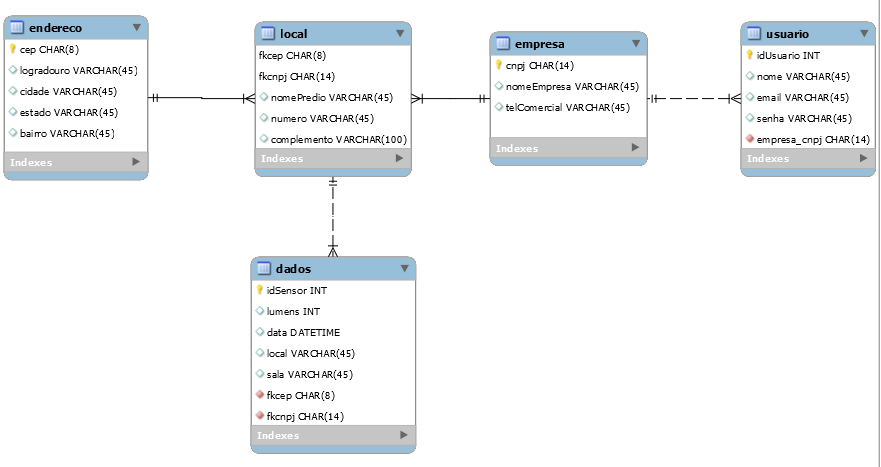 endereco
cep CHAR(8)
logradouro VARCHAR(45)
cidade VARCHAR(45)
estado VARCHAR(45)
bairro VARCHAR(45)
Indexes
local
fkcep CHAR(8)
fkcnpj CHAR(14)
nomePredio VARCHAR(45)
numero VARCHAR(45)
complemento VARCHAR(100)
Indexes
empresa
cnpj CHAR(14)
nomeEmpresa VARCHAR(45)
telComercial VARCHAR(45)
Indexes
usuario
idUsuario INT
nome VARCHAR(45)
email VARCHAR(45)
senha VARCHAR(45)
empresa_cnpj CHAR(14)
Indexes
dados
idSensor INT
lumens INT
data DATETIME
local VARCHAR(45)
sala VARCHAR(45)
fkcep CHAR(8)
fkcnpj CHAR(14)
Indexes